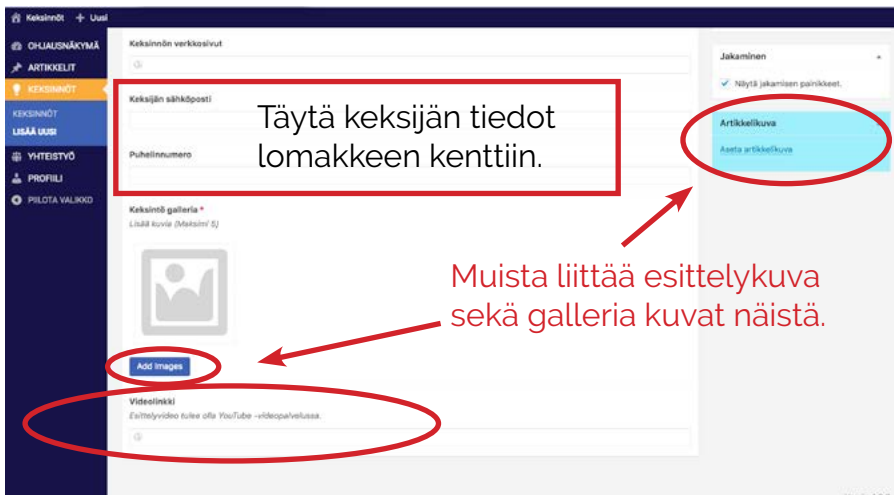 Keksinnöt + Uusi
OHJAUSNÄKYMÄ
ARTIKKELIT
KEKSINNÖT
KEKSINNÖT
LISÄÄ UUSI
YHTEISTYÖ
PROFIILI
PIILOTA VALIKKO
Keksinnön verkkosivut
Keksijän sähköposti
Puhelinnumero
Täytä keksijän tiedot
lomakkeen kenttiin.
Keksintö galleria *
Lisää kuvia (Maksimi 5)
Add Images
Videolinkki
Esittelyvideo tulee olla YouTube -videopalvelussa.
Jakaminen
Näytä jakamisen painikkeet.
Artikkelikuva
Aseta artikkelikuva
Muista liittää esittelykuva
sekä galleria kuvat näistä.